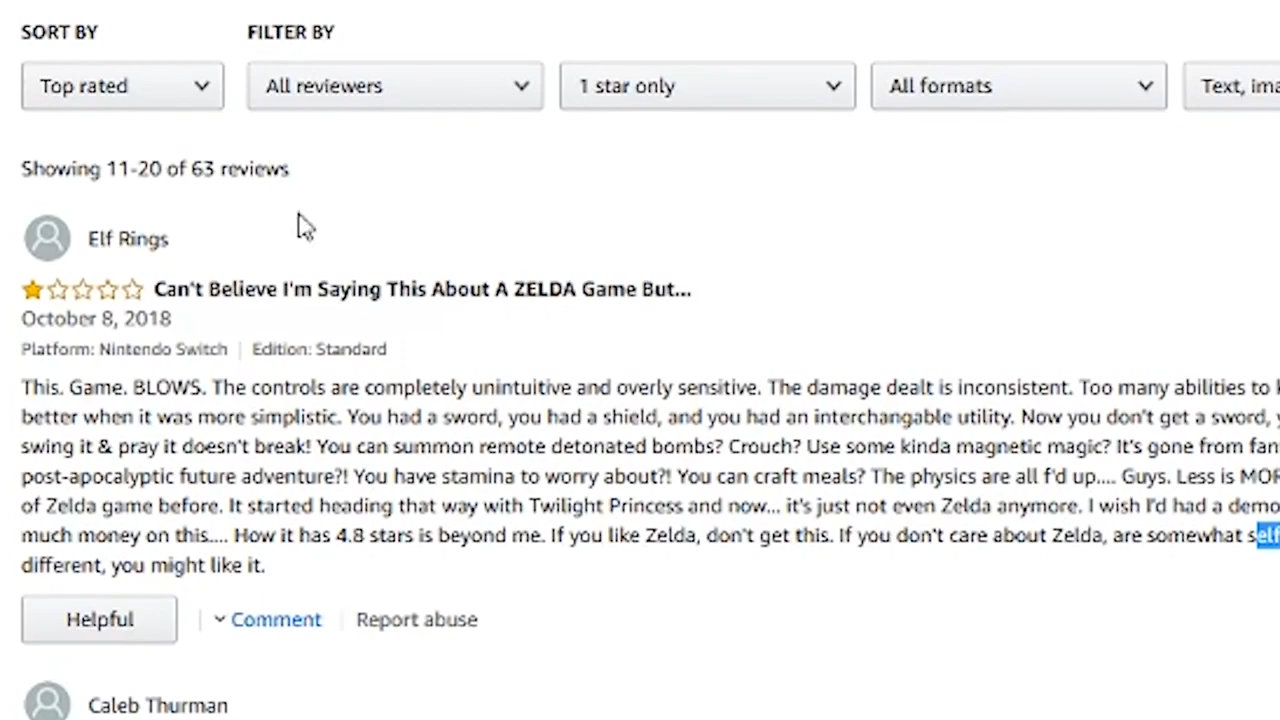 SORT BY FILTER BY
Top rated All reviewers 1 star only All formats Text, ima
Showing 11-20 of 63 reviews
Elf Rings
Can't Believe I'm Saying This About A ZELDA Game But...
October 8, 2018
Platform: Nintendo Switch | Edition: Standard
This. Game. BLOWS. The controls are completely unintuitive and overly sensitive. The damage dealt is inconsistent. Too many abilities to
better when it was more simplistic. You had a sword, you had a shield, and you had an interchangable utility. Now you don't get a sword,
swing it & pray it doesn't break! You can summon remote detonated bombs? Crouch? Use some kinda magnetic magic? It's gone from fan
post-apocalyptic future adventure?! You have stamina to worry about?! You can craft meals? The physics are all f'd up.... Guys. Less is MOR
of Zelda game before. It started heading that way with Twilight Princess and now... it's just not even Zelda anymore. I wish I'd had a demo
much money on this.... How it has 4.8 stars is beyond me. If you like Zelda, don't get this. If you don't care about Zelda, are somewhat self
different, you might like it.
Helpful Comment Report abuse
Caleb Thurman